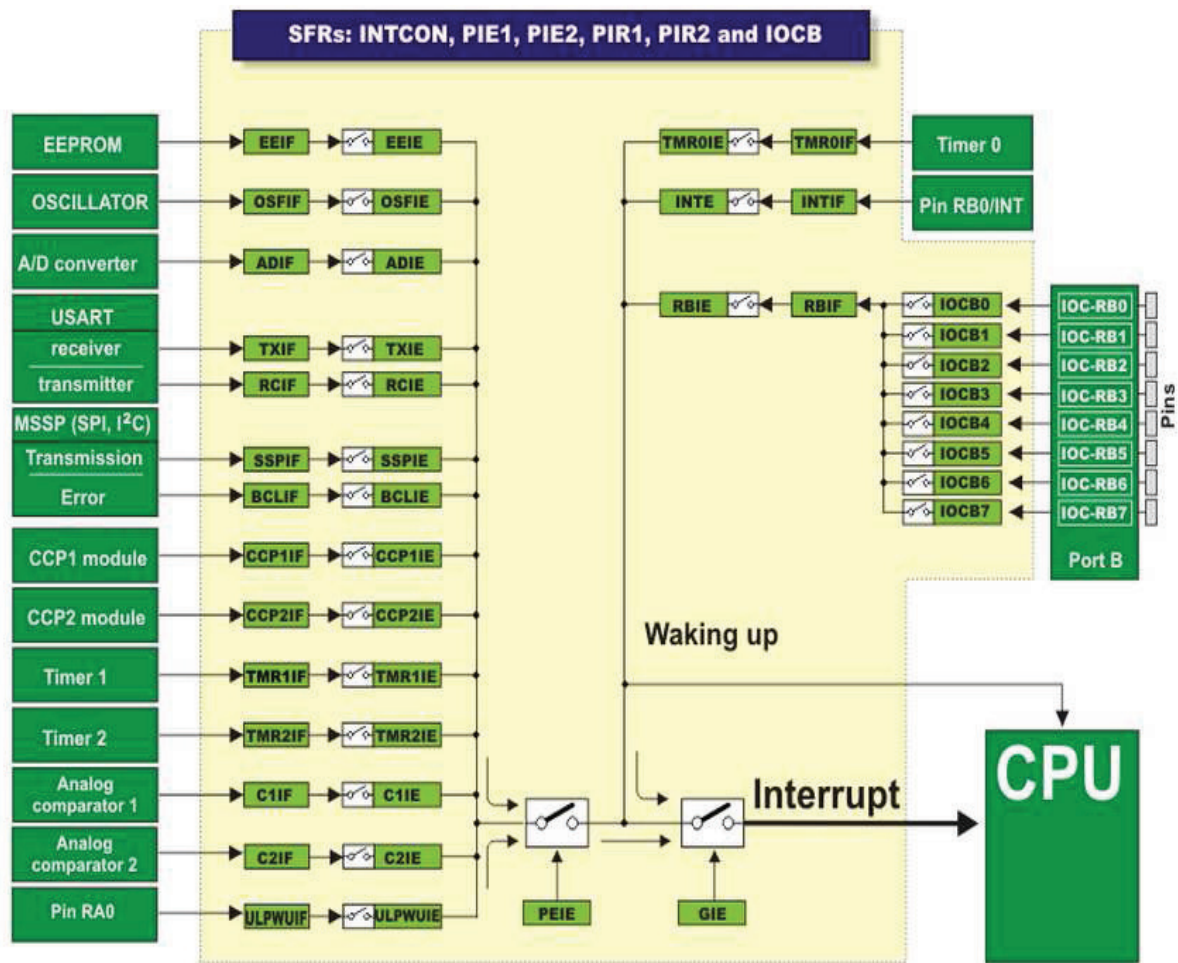 SFRs: INTCON, PIE1, PIE2, PIR1, PIR2 and IOCB
EEPROM
EEIF
EEIE
OSCILLATOR
OSFIF
OSFIE
A/D converter
ADIF
ADIE
USART
receiver
TXIF
TXIE
transmitter
RCIF
RCIE
MSSP (SPI, I²C)
Transmission
SSPIF
SSPIE
Error
BCLIF
BCLIE
CCP1 module
CCP1IF
CCP1IE
CCP2 module
CCP2IF
CCP2IE
Timer 1
TMR1IF
TMR1IE
Timer 2
TMR2IF
TMR2IE
Analog
comparator 1
C1IF
C1IE
Analog
comparator 2
C2IF
C2IE
Pin RA0
ULPWUIF
ULPWUIE
TMR0IE
TMR0IF
Timer 0
INTE
INTIF
Pin RB0/INT
RBIE
RBIF
IOCB0
IOC-RB0
IOCB1
IOC-RB1
IOCB2
IOC-RB2
IOCB3
IOC-RB3
IOCB4
IOC-RB4
IOCB5
IOC-RB5
IOCB6
IOC-RB6
IOCB7
IOC-RB7
Pins
Port B
Waking up
Interrupt
CPU
PEIE
GIE